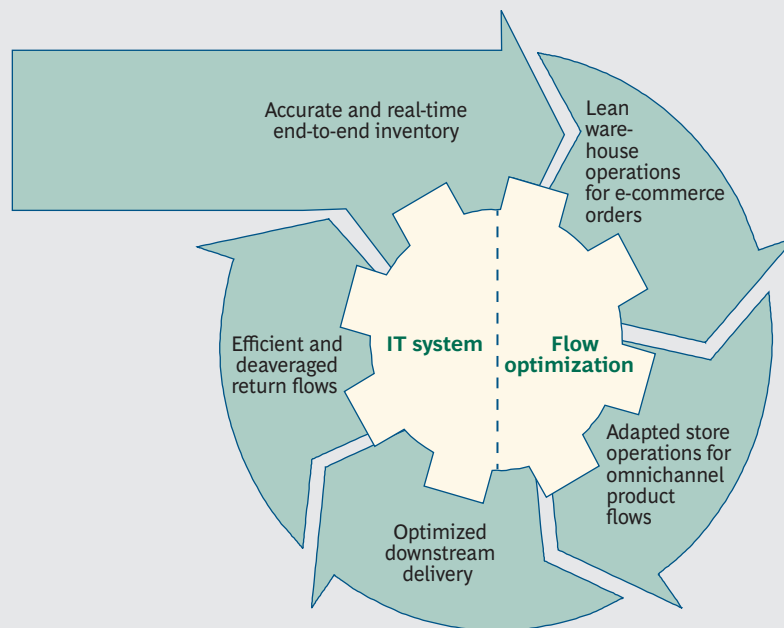 Accurate and real-time
end-to-end inventory
Lean
ware-
house
operations
for e-commerce
orders
IT system
Flow
optimization
Efficient and
deaveraged
return flows
Adapted store
operations for
omnichannel
product
flows
Optimized
downstream
delivery